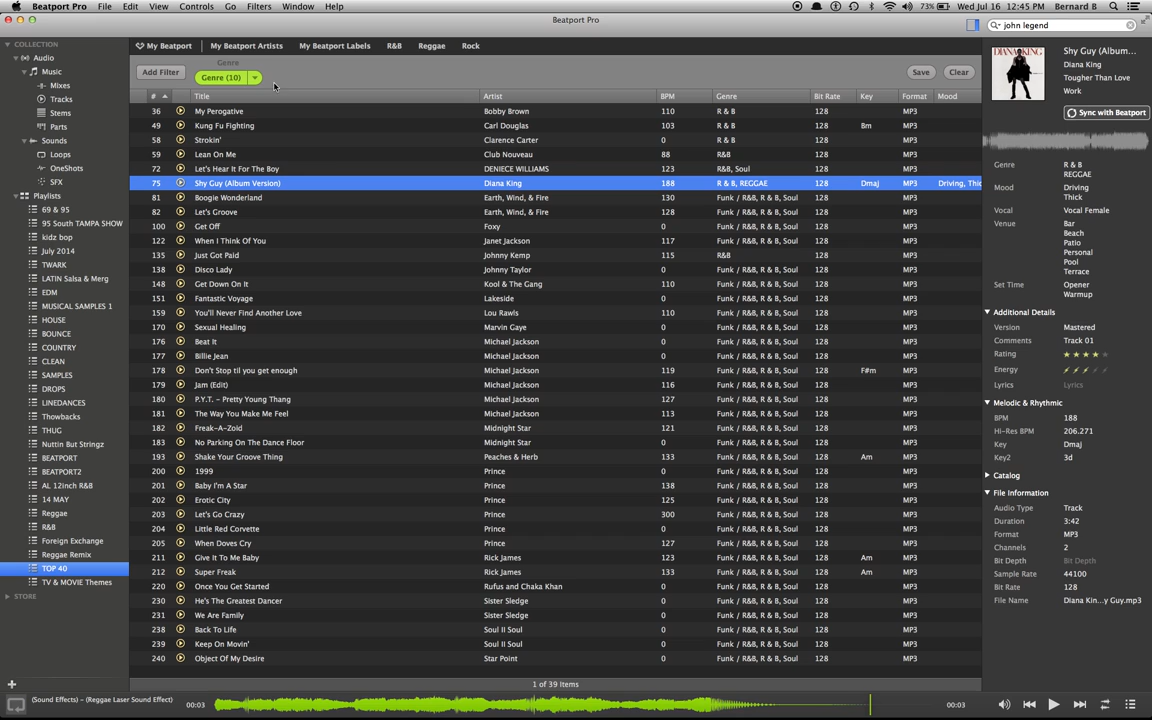 Beatport Pro File Edit View Controls Go Filters Window Help 73% Wed Jul 16 12:45 PM Bernard B
Beatport Pro
john legend
COLLECTION
Audio
Music
Mixes
Tracks
Stems
Parts
Sounds
Loops
OneShots
SFX
Playlists
69 & 95
95 South TAMPA SHOW
kidz bop
July 2014
TWARK
LATIN Salsa & Merg
EDM
MUSICAL SAMPLES 1
HOUSE
BOUNCE
COUNTRY
CLEAN
SAMPLES
DROPS
LINEDANCES
Throwbacks
THUG
Nuttin But Stringz
BEATPORT
BEATPORT2
AL 12inch R&B
14 MAY
Reggae
R&B
Foreign Exchange
Reggae Remix
TOP 40
TV & MOVIE Themes
STORE
My Beatport My Beatport Artists My Beatport Labels R&B Reggae Rock
Genre
Add Filter Genre (10) Save Clear
# Title Artist BPM Genre Bit Rate Key Format Mood
36 My Perogative Bobby Brown 110 R & B 128 MP3
49 Kung Fu Fighting Carl Douglas 103 R & B 128 Bm MP3
58 Strokin' Clarence Carter 0 R & B 128 MP3
59 Lean On Me Club Nouveau 88 R&B 128 MP3
72 Let's Hear It For The Boy DENIECE WILLIAMS 123 R&B, Soul 128 MP3
75 Shy Guy (Album Version) Diana King 188 R & B, REGGAE 128 Dmaj MP3 Driving, Thic
81 Boogie Wonderland Earth, Wind, & Fire 130 Funk / R&B, R & B, Soul 128 MP3
82 Let's Groove Earth, Wind, & Fire 128 Funk / R&B, R & B, Soul 128 MP3
100 Get Off Foxy 0 Funk / R&B, R & B, Soul 128 MP3
122 When I Think Of You Janet Jackson 117 Funk / R&B, R & B, Soul 128 MP3
135 Just Got Paid Johnny Kemp 115 R&B 128 MP3
138 Disco Lady Johnny Taylor 0 Funk / R&B, R & B, Soul 128 MP3
148 Get Down On It Kool & The Gang 110 Funk / R&B, R & B, Soul 128 MP3
151 Fantastic Voyage Lakeside 0 Funk / R&B, R & B, Soul 128 MP3
159 You'll Never Find Another Love Lou Rawls 110 Funk / R&B, R & B, Soul 128 MP3
170 Sexual Healing Marvin Gaye 0 Funk / R&B, R & B, Soul 128 MP3
176 Beat It Michael Jackson 0 Funk / R&B, R & B, Soul 128 MP3
177 Billie Jean Michael Jackson 0 Funk / R&B, R & B, Soul 128 MP3
178 Don't Stop til you get enough Michael Jackson 119 Funk / R&B, R & B, Soul 128 F#m MP3
179 Jam (Edit) Michael Jackson 116 Funk / R&B, R & B, Soul 128 MP3
180 P.Y.T. - Pretty Young Thang Michael Jackson 127 Funk / R&B, R & B, Soul 128 MP3
181 The Way You Make Me Feel Michael Jackson 113 Funk / R&B, R & B, Soul 128 MP3
182 Freak-A-Zoid Midnight Star 121 Funk / R&B, R & B, Soul 128 MP3
183 No Parking On The Dance Floor Midnight Star 0 Funk / R&B, R & B, Soul 128 MP3
193 Shake Your Groove Thing Peaches & Herb 133 Funk / R&B, R & B, Soul 128 Am MP3
200 1999 Prince 0 Funk / R&B, R & B, Soul 128 MP3
201 Baby I'm A Star Prince 138 Funk / R&B, R & B, Soul 128 MP3
202 Erotic City Prince 125 Funk / R&B, R & B, Soul 128 MP3
203 Let's Go Crazy Prince 300 Funk / R&B, R & B, Soul 128 MP3
204 Little Red Corvette Prince 0 Funk / R&B, R & B, Soul 128 MP3
205 When Doves Cry Prince 127 Funk / R&B, R & B, Soul 128 MP3
211 Give It To Me Baby Rick James 123 Funk / R&B, R & B, Soul 128 Am MP3
212 Super Freak Rick James 133 Funk / R&B, R & B, Soul 128 Am MP3
220 Once You Get Started Rufus and Chaka Khan 0 Funk / R&B, R & B, Soul 128 MP3
230 He's The Greatest Dancer Sister Sledge 0 Funk / R&B, R & B, Soul 128 MP3
231 We Are Family Sister Sledge 0 Funk / R&B, R & B, Soul 128 MP3
238 Back To Life Soul II Soul 0 Funk / R&B, R & B, Soul 128 MP3
239 Keep On Movin' Soul II Soul 0 Funk / R&B, R & B, Soul 128 MP3
240 Object Of My Desire Star Point 0 Funk / R&B, R & B, Soul 128 MP3
1 of 39 Items
Shy Guy (Album...
Diana King
Tougher Than Love
Work
Sync with Beatport
Genre R & B
REGGAE
Mood Driving
Thick
Vocal Vocal Female
Venue Bar
Beach
Patio
Personal
Pool
Terrace
Set Time Opener
Warmup
Additional Details
Version Mastered
Comments Track 01
Rating
Energy
Lyrics Lyrics
Melodic & Rhythmic
BPM 188
Hi-Res BPM 206.271
Key Dmaj
Key2 3d
Catalog
File Information
Audio Type Track
Duration 3:42
Format MP3
Channels 2
Bit Depth Bit Depth
Sample Rate 44100
Bit Rate 128
File Name Diana Kin...y Guy.mp3
(Sound Effects) - (Reggae Laser Sound Effect) 00:03 00:03